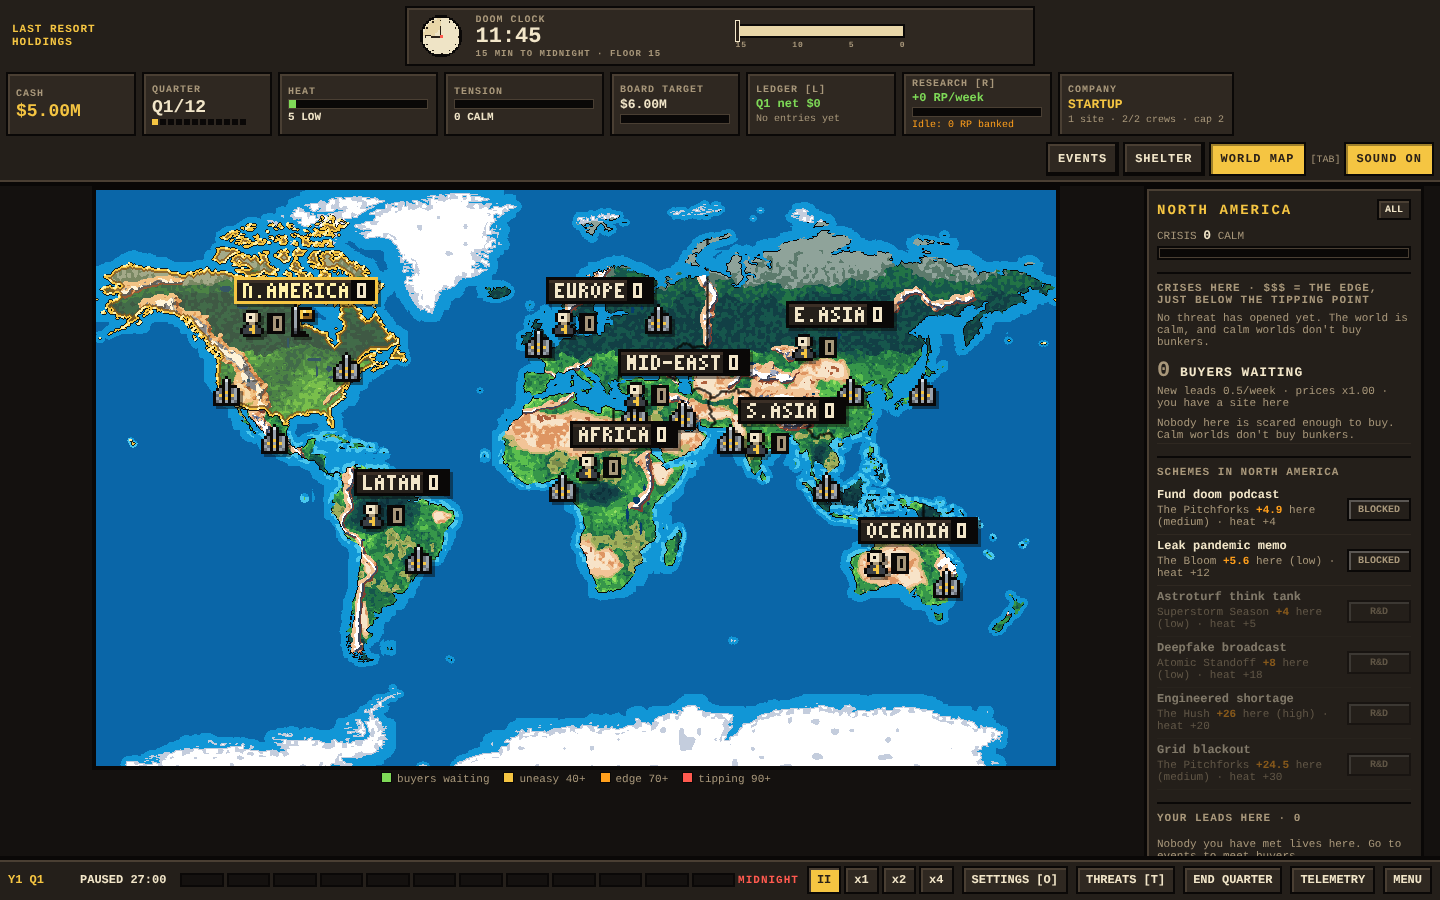 LAST RESORT
HOLDINGS
DOOM CLOCK
11:45
15 MIN TO MIDNIGHT · FLOOR 15
15 10 5 0
CASH
$5.00M
QUARTER
Q1/12
HEAT
5 LOW
TENSION
0 CALM
BOARD TARGET
$6.00M
LEDGER [L]
Q1 net $0
No entries yet
RESEARCH [R]
+0 RP/week
Idle: 0 RP banked
COMPANY
STARTUP
1 site · 2/2 crews · cap 2
EVENTS
SHELTER
WORLD MAP
[TAB]
SOUND ON
N.AMERICA 0
0
EUROPE 0
0
E.ASIA 0
0
MID-EAST 0
0
S.ASIA 0
0
AFRICA 0
0
LATAM 0
0
OCEANIA 0
0
buyers waiting
uneasy 40+
edge 70+
tipping 90+
NORTH AMERICA
ALL
CRISIS 0 CALM
CRISES HERE · $$$ = THE EDGE,
JUST BELOW THE TIPPING POINT
No threat has opened yet. The world is
calm, and calm worlds don't buy
bunkers.
0 BUYERS WAITING
New leads 0.5/week · prices x1.00 ·
you have a site here
Nobody here is scared enough to buy.
Calm worlds don't buy bunkers.
SCHEMES IN NORTH AMERICA
Fund doom podcast
The Pitchforks +4.9 here
(medium) · heat +4
BLOCKED
Leak pandemic memo
The Bloom +5.6 here (low) ·
heat +12
BLOCKED
Astroturf think tank
Superstorm Season +4 here
(low) · heat +5
R&D
Deepfake broadcast
Atomic Standoff +8 here
(low) · heat +18
R&D
Engineered shortage
The Hush +26 here (high) ·
heat +20
R&D
Grid blackout
The Pitchforks +24.5 here
(medium) · heat +30
R&D
YOUR LEADS HERE · 0
Nobody you have met lives here. Go to
events to meet buyers
Y1 Q1
PAUSED 27:00
MIDNIGHT
II
x1
x2
x4
SETTINGS [O]
THREATS [T]
END QUARTER
TELEMETRY
MENU